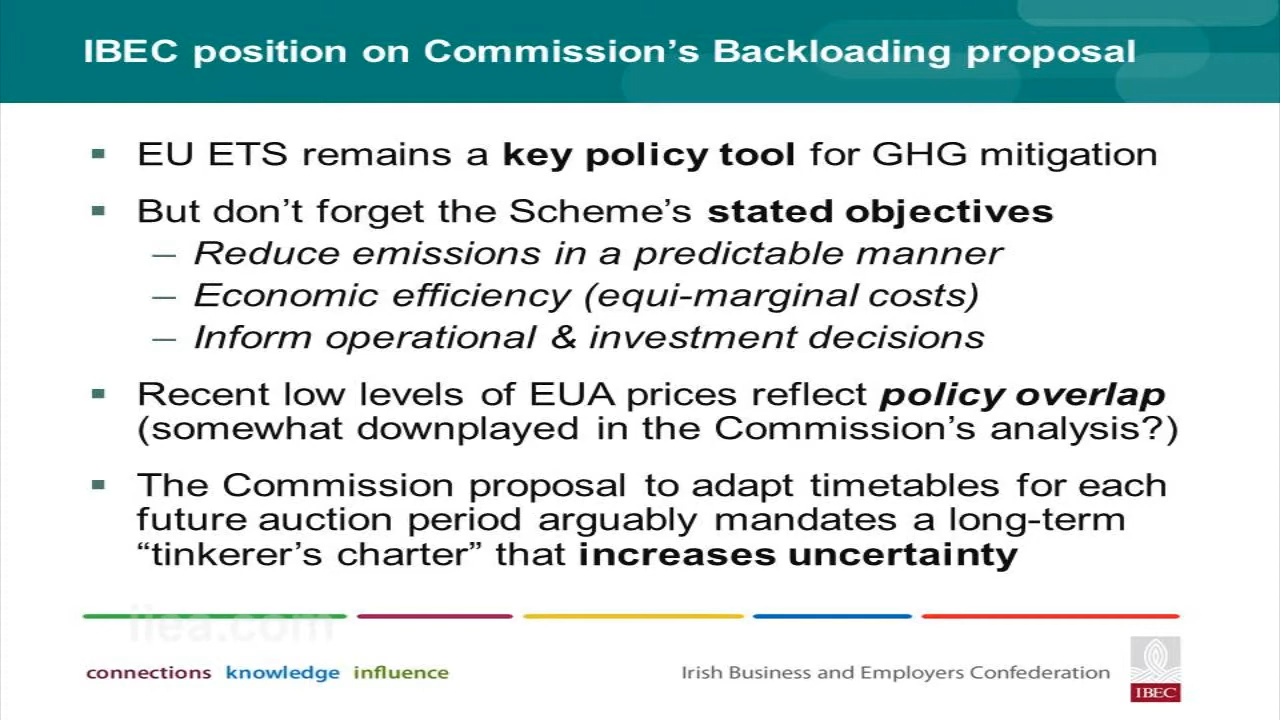 IBEC position on Commission's Backloading proposal
▪ EU ETS remains a key policy tool for GHG mitigation
▪ But don't forget the Scheme's stated objectives
– Reduce emissions in a predictable manner
– Economic efficiency (equi-marginal costs)
– Inform operational & investment decisions
▪ Recent low levels of EUA prices reflect policy overlap
(somewhat downplayed in the Commission's analysis?)
▪ The Commission proposal to adapt timetables for each
future auction period arguably mandates a long-term
“tinkerer's charter” that increases uncertainty
iiea.com
connections knowledge influence
Irish Business and Employers Confederation
IBEC